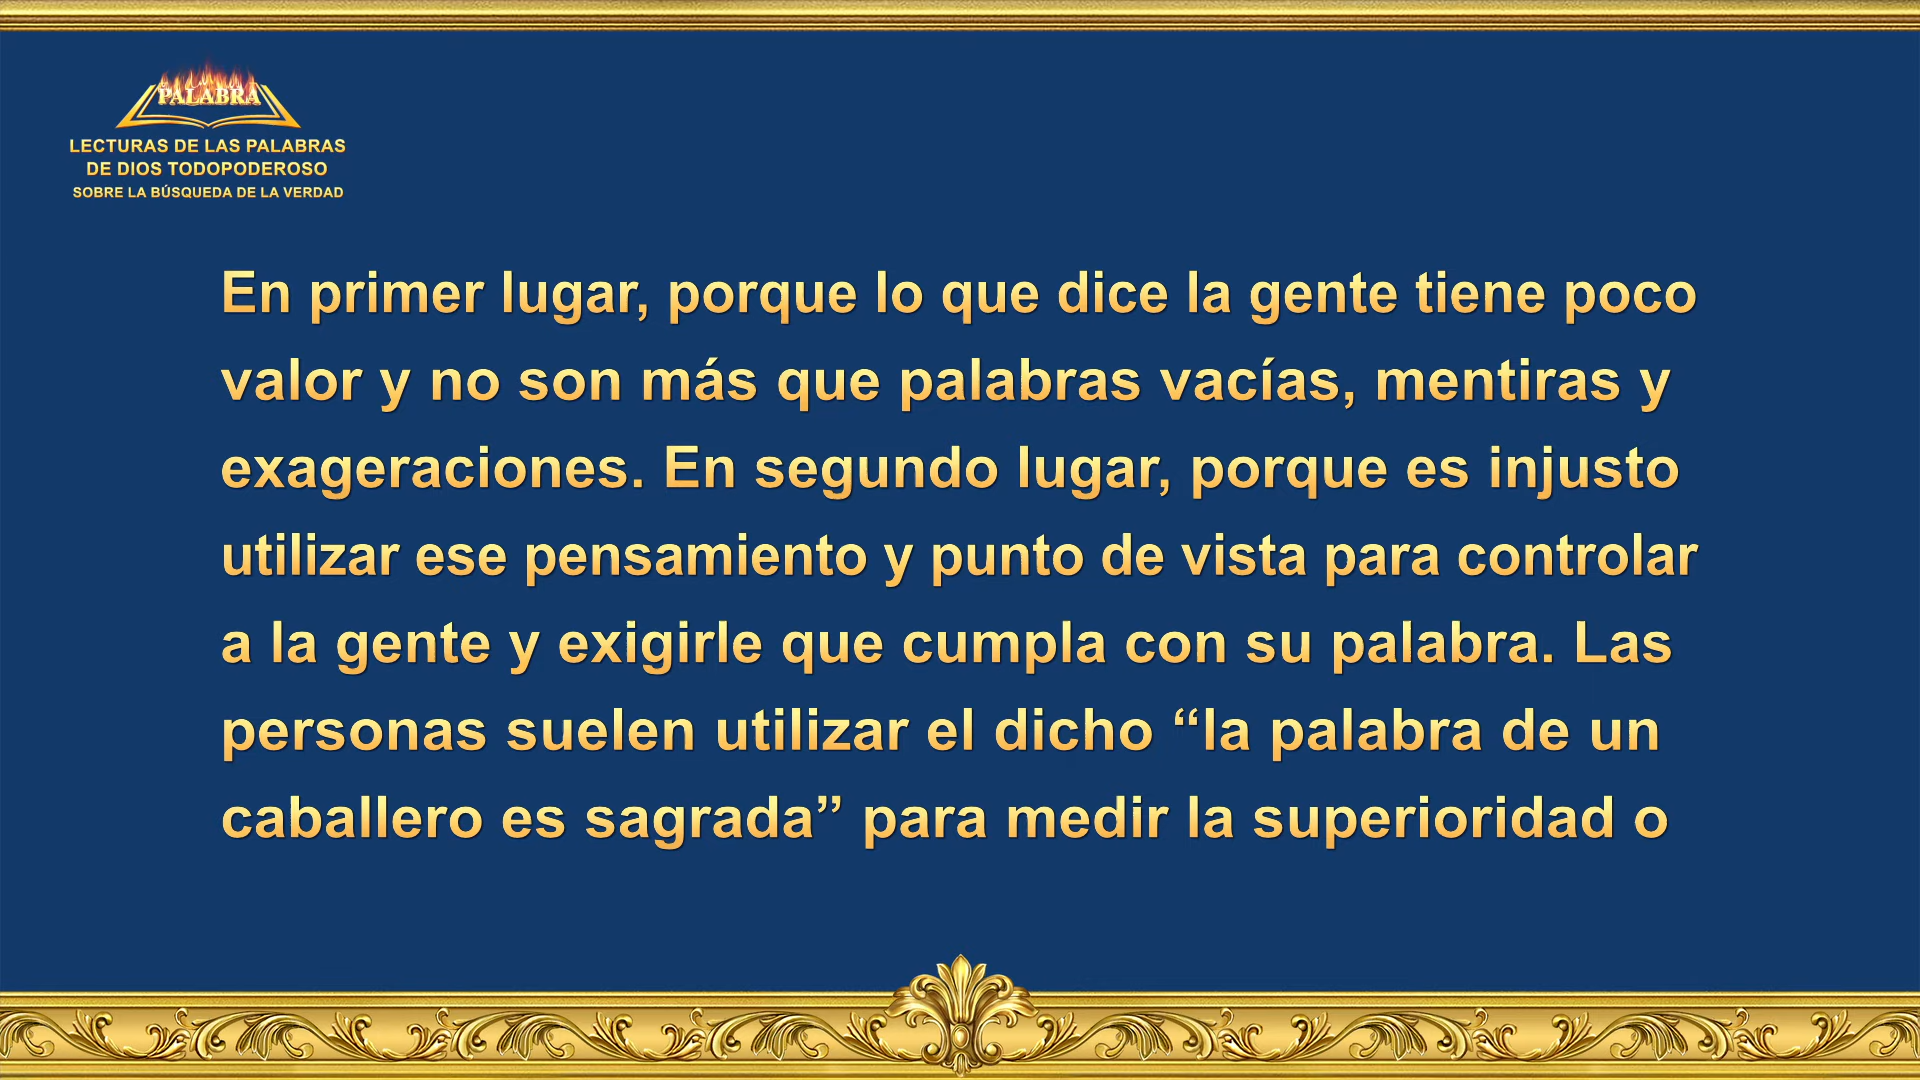 PALABRA
LECTURAS DE LAS PALABRAS
DE DIOS TODOPODEROSO
SOBRE LA BÚSQUEDA DE LA VERDAD
En primer lugar, porque lo que dice la gente tiene poco
valor y no son más que palabras vacías, mentiras y
exageraciones. En segundo lugar, porque es injusto
utilizar ese pensamiento y punto de vista para controlar
a la gente y exigirle que cumpla con su palabra. Las
personas suelen utilizar el dicho “la palabra de un
caballero es sagrada” para medir la superioridad o